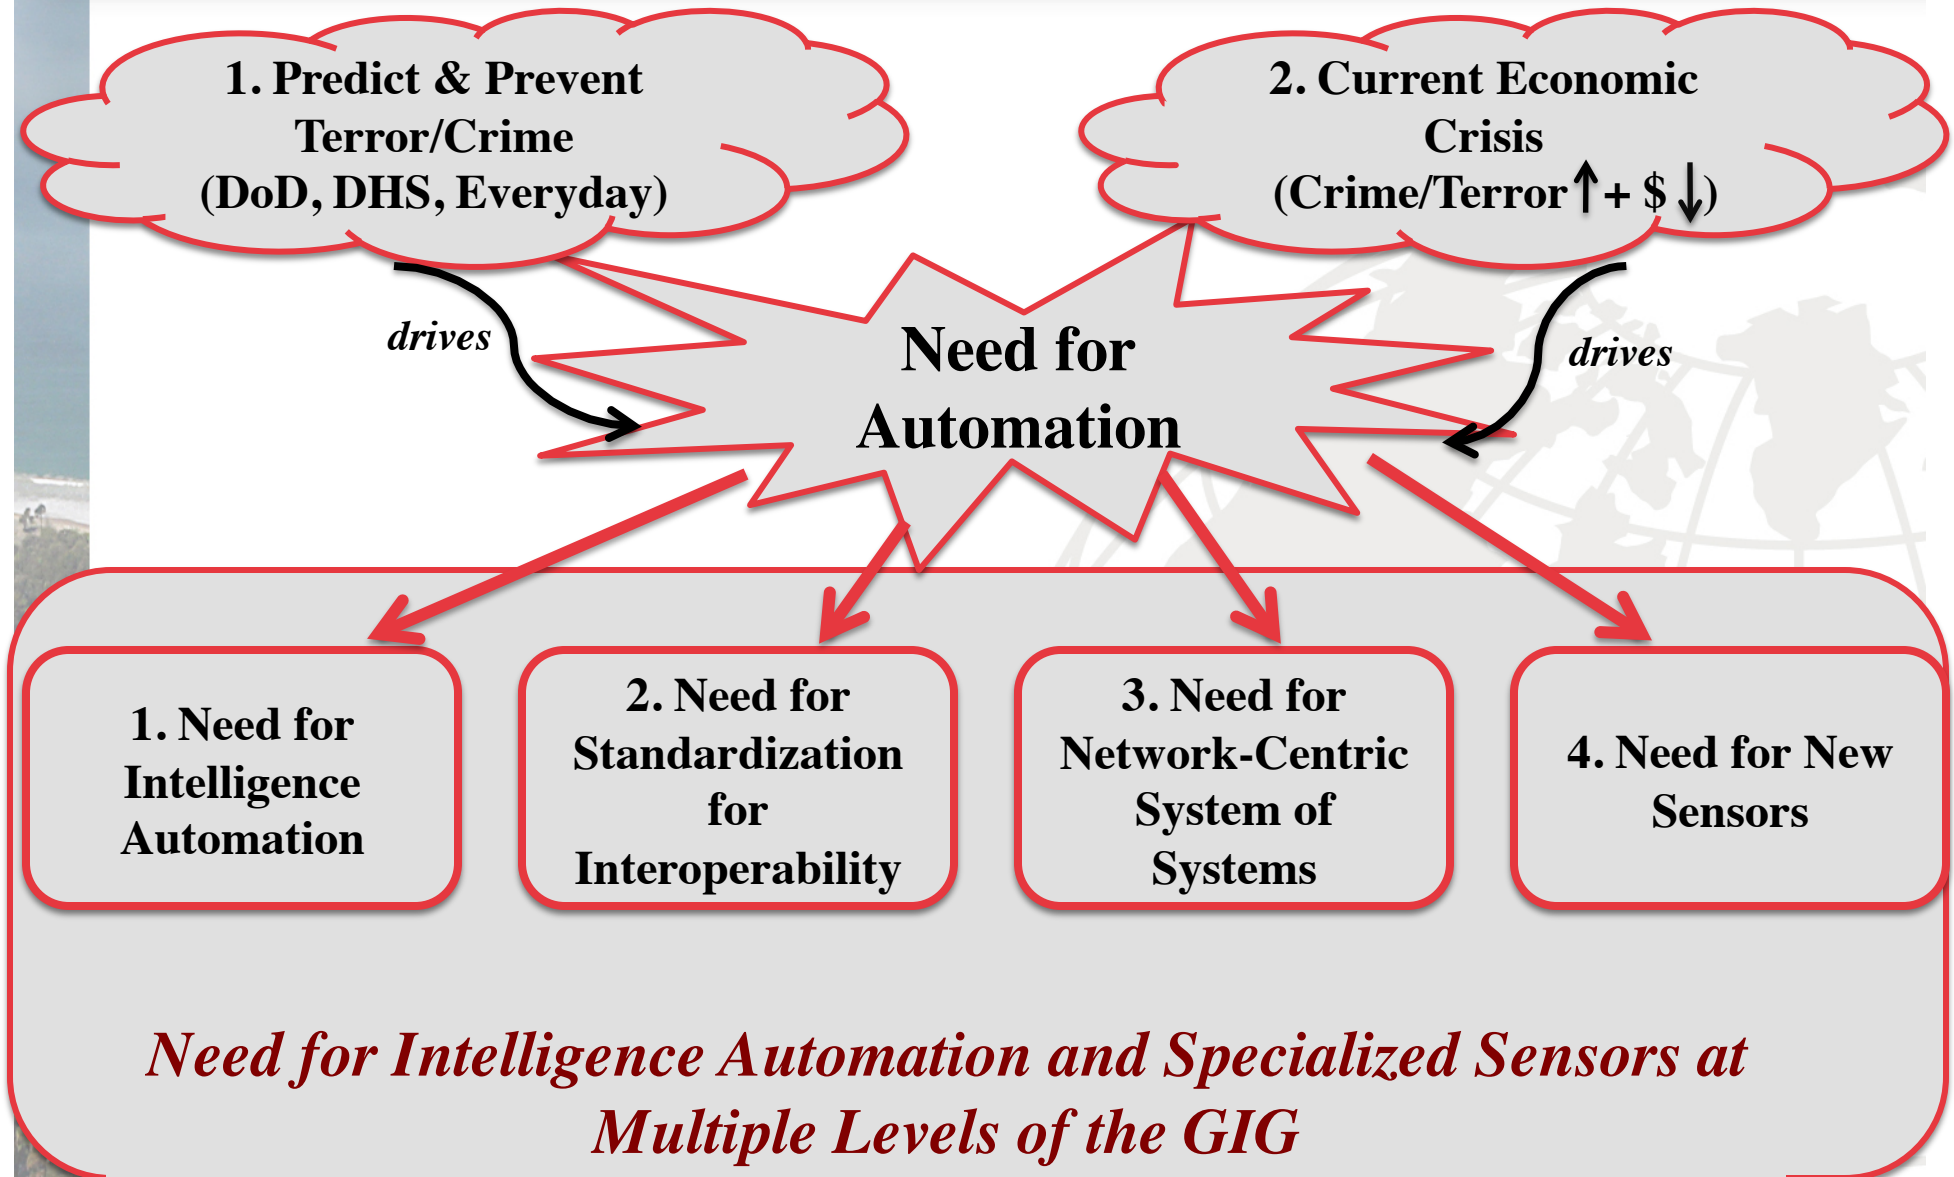 1. Predict & Prevent
Terror/Crime
(DoD, DHS, Everyday)
2. Current Economic
Crisis
(Crime/Terror ↑ + $ ↓)
drives
drives
Need for
Automation
1. Need for
Intelligence
Automation
2. Need for
Standardization
for
Interoperability
3. Need for
Network-Centric
System of
Systems
4. Need for New
Sensors
Need for Intelligence Automation and Specialized Sensors at
Multiple Levels of the GIG